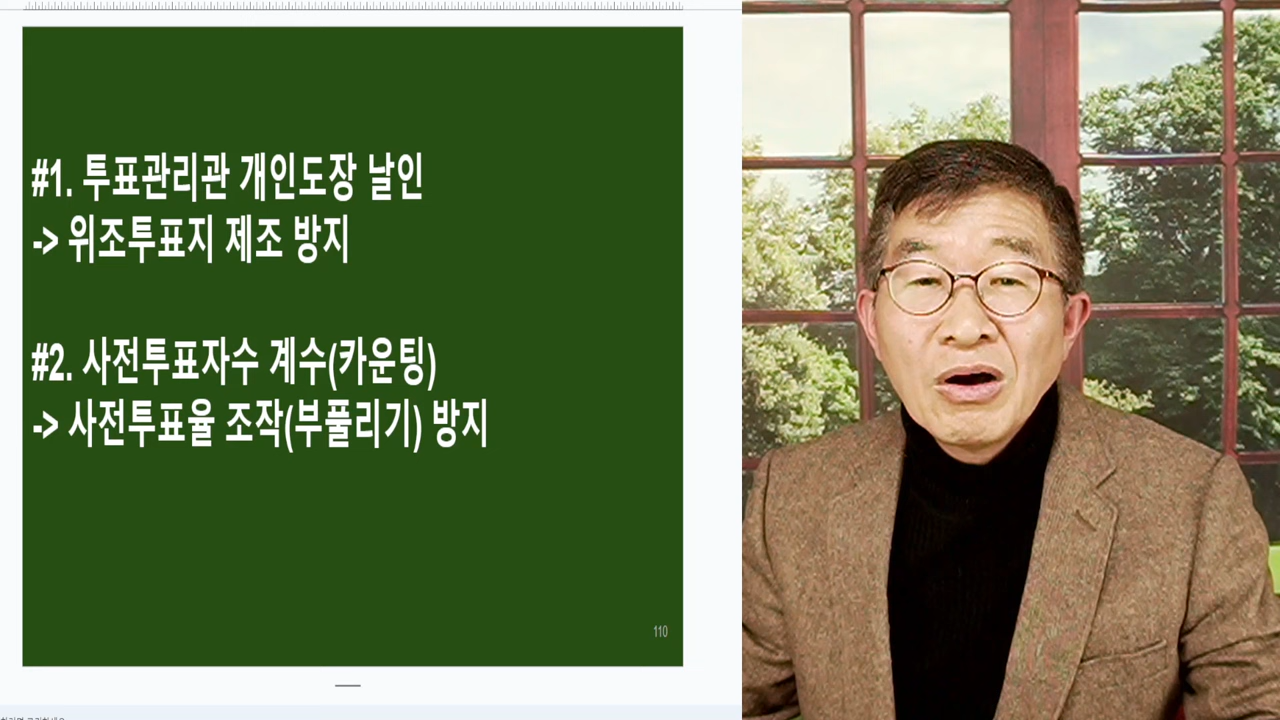 #1. 투표관리관 개인도장 날인
-> 위조투표지 제조 방지
#2. 사전투표자수 계수(카운팅)
-> 사전투표율 조작(부풀리기) 방지
110